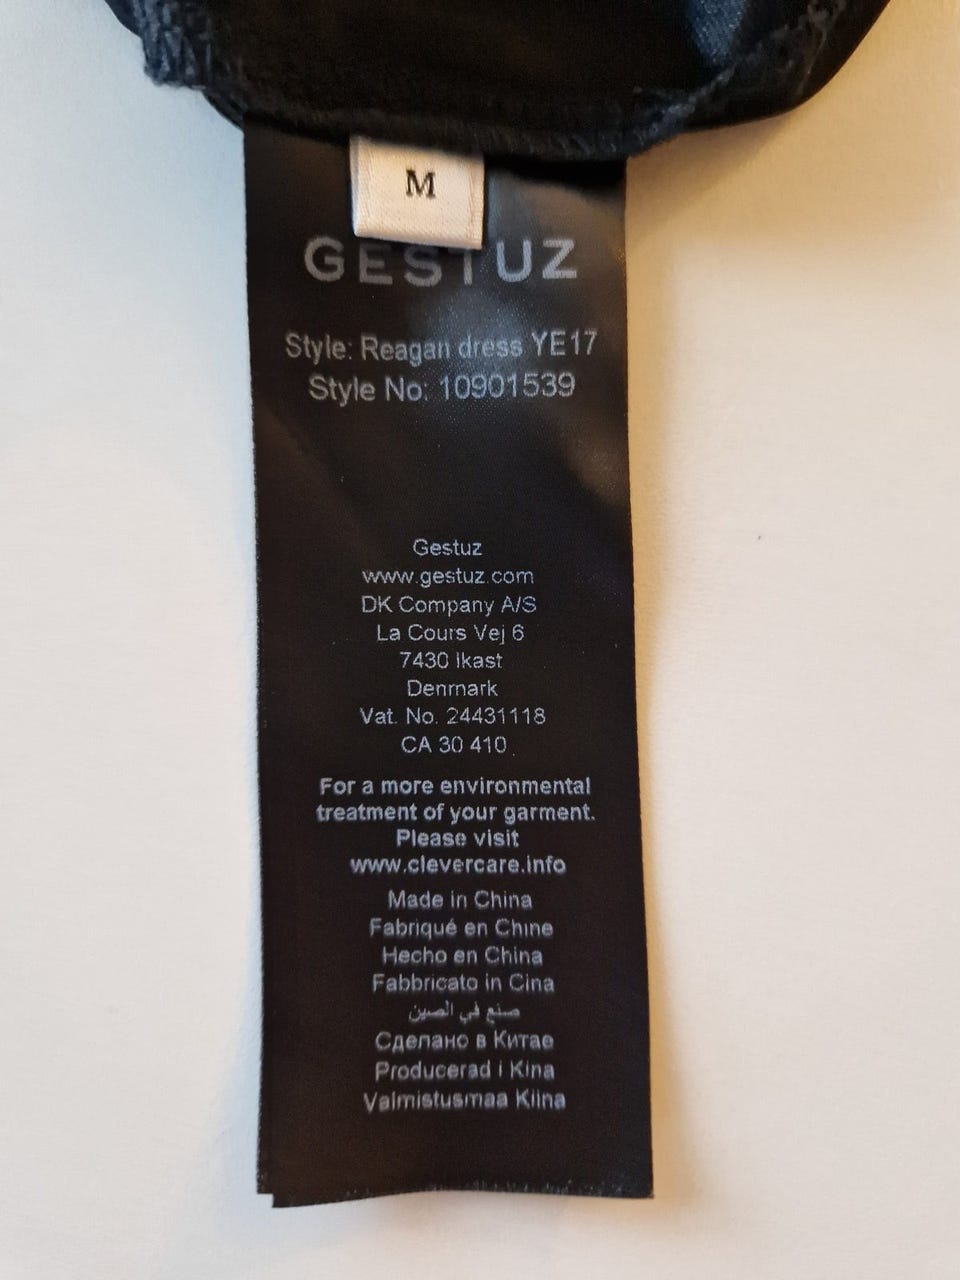 M
GESTUZ
Style: Reagan dress YE17
Style No: 10901539
Gestuz
www.gestuz.com
DK Company A/S
La Cours Vej 6
7430 Ikast
Denmark
Vat. No. 24431118
CA 30 410
For a more environmental
treatment of your garment.
Please visit
www.clevercare.info
Made in China
Fabriqué en Chine
Hecho en China
Fabbricato in Cina
صنع في الصين
Сделано в Китае
Producerad i Kina
Valmistusmaa Kiina